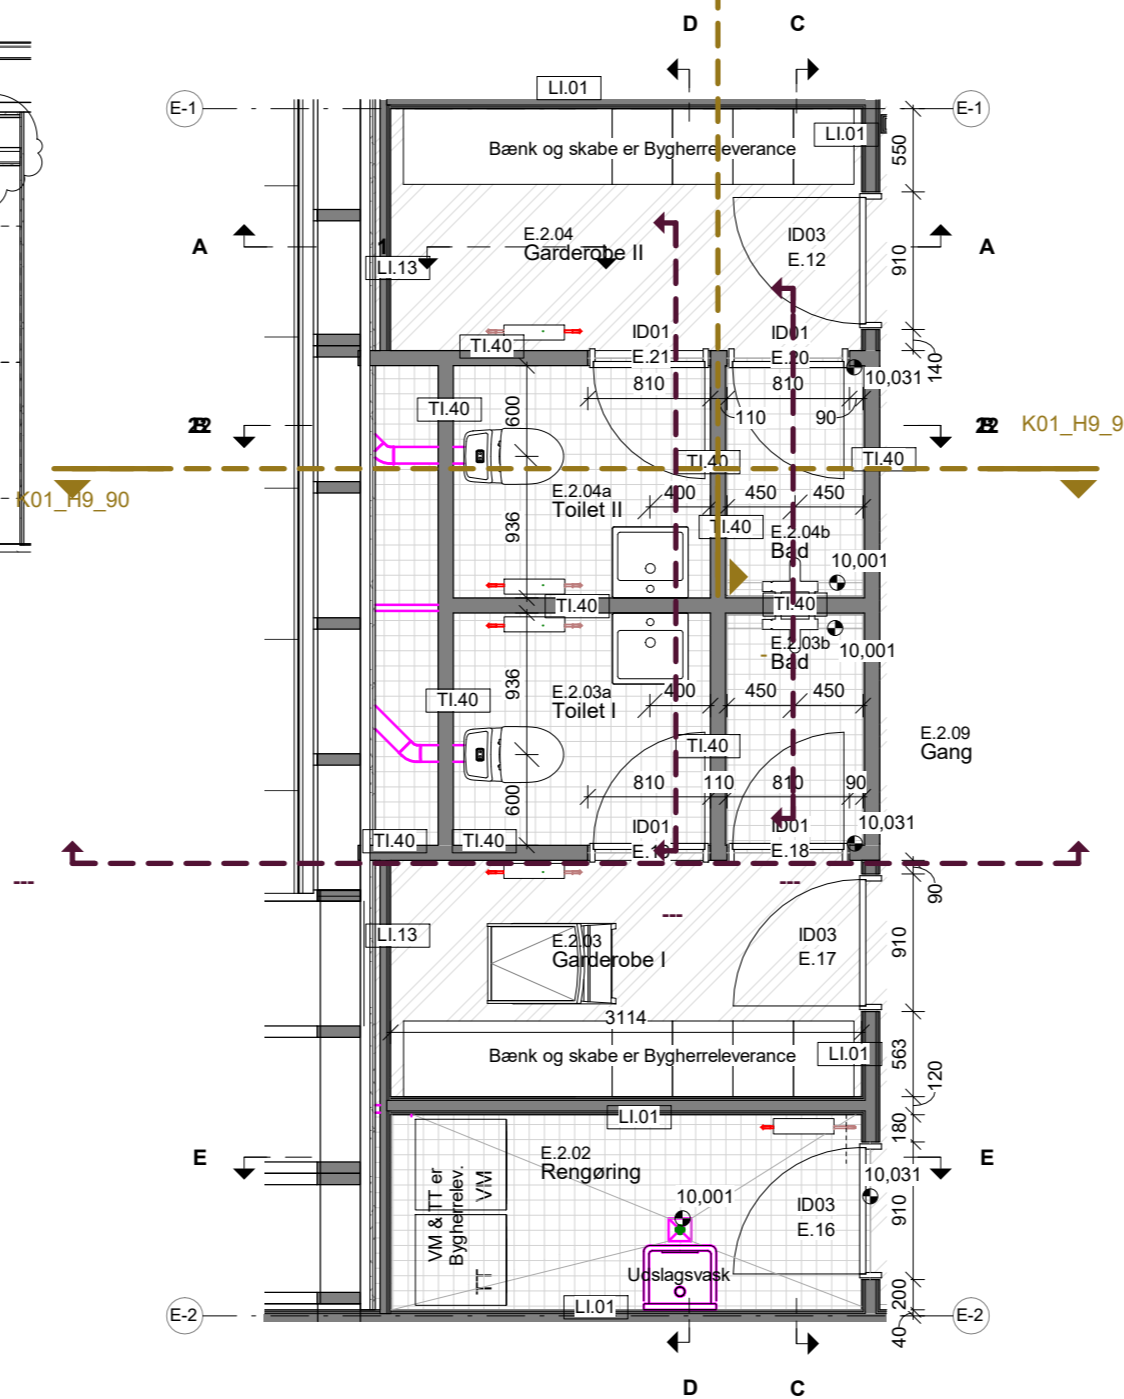 D C
LI.01
E-1 E-1
LI.01
Bænk og skabe er Bygherreleverance
550
A A
1
E.2.04
Garderobe II
ID03
E.12
LI.13
910
TI.40
ID01
E.21
ID01
E.20
10,031
140
810 810
TI.40
600
110 90
K01_H9_9
TI.40 TI.40
K01_H9_90
E.2.04a
Toilet II
400 450 450
936
TI.40
E.2.04b
Bad
10,001
TI.40 TI.40
E.2.03b
Bad
10,001
936
E.2.03a
Toilet I
400 450 450
TI.40
E.2.09
Gang
TI.40
810 110 810 90
600
ID01
ID01
E.18
10,031
TI.40 TI.40
---
---
90
---
LI.13
E.2.03
Garderobe I
ID03
E.17
910
3114
Bænk og skabe er Bygherreleverance
LI.01
563
120
LI.01
180
E E
E.2.02
Rengøring
VM & TT er
Bygherrelev.
VM
TT
10,001
10,031
ID03
E.16
910
Udslagsvask
LI.01
200
E-2 E-2
40
D C